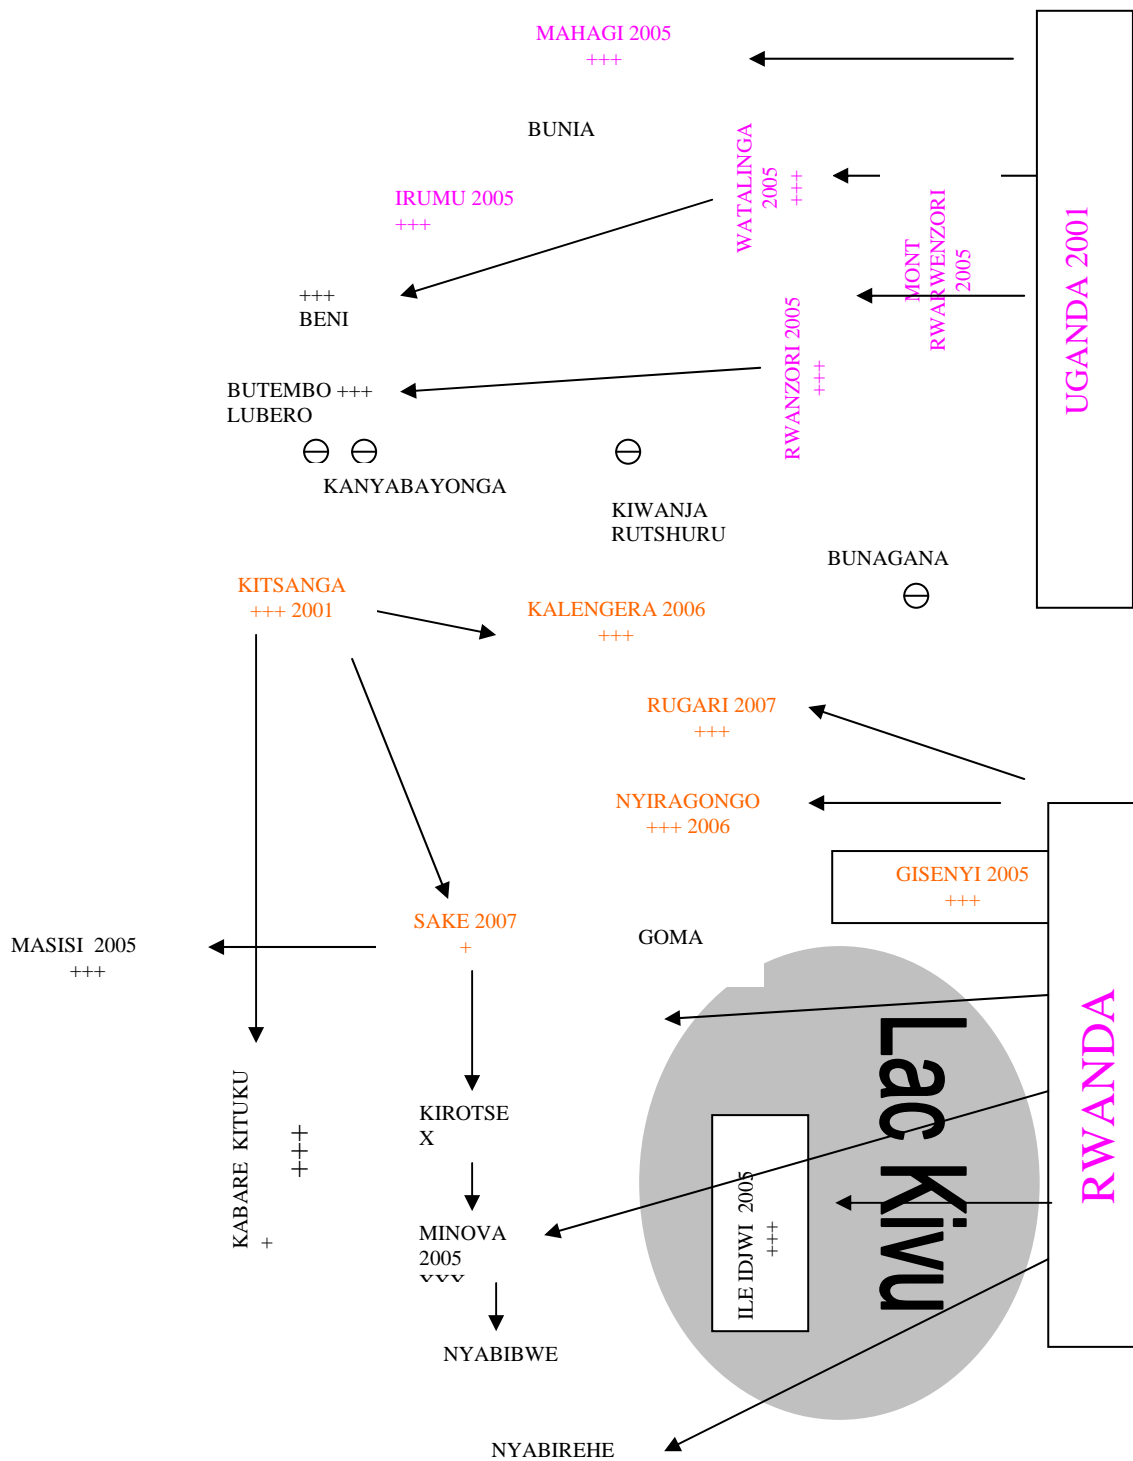 MAHAGI 2005
+++
BUNIA
WATALINGA
2005
+++
IRUMU 2005
+++
MONT
RWARWENZORI
2005
UGANDA 2001
+++
BENI
RWANZORI 2005
+++
BUTEMBO +++
LUBERO
KANYABAYONGA
KIWANJA
RUTSHURU
BUNAGANA
KITSANGA
+++ 2001
KALENGERA 2006
+++
RUGARI 2007
+++
NYIRAGONGO
+++ 2006
GISENYI 2005
+++
SAKE 2007
+
GOMA
MASISI 2005
+++
RWANDA
Lac Kivu
KABARE KITUKU
+++
+
KIROTSE
X
ILE IDJWI 2005
+++
MINOVA
2005
XXX
NYABIBWE
NYABIREHE